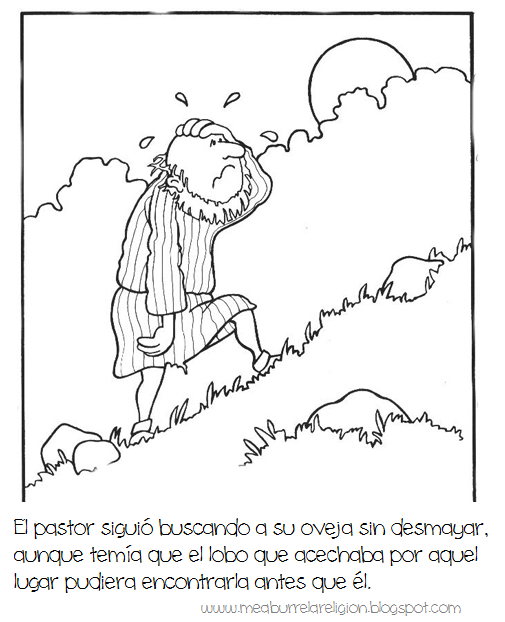 El pastor siguió buscando a su oveja sin desmayar,
aunque temía que el lobo que acechaba por aquel
lugar pudiera encontrarla antes que él.
www.meaburrelareligion.blogspot.com